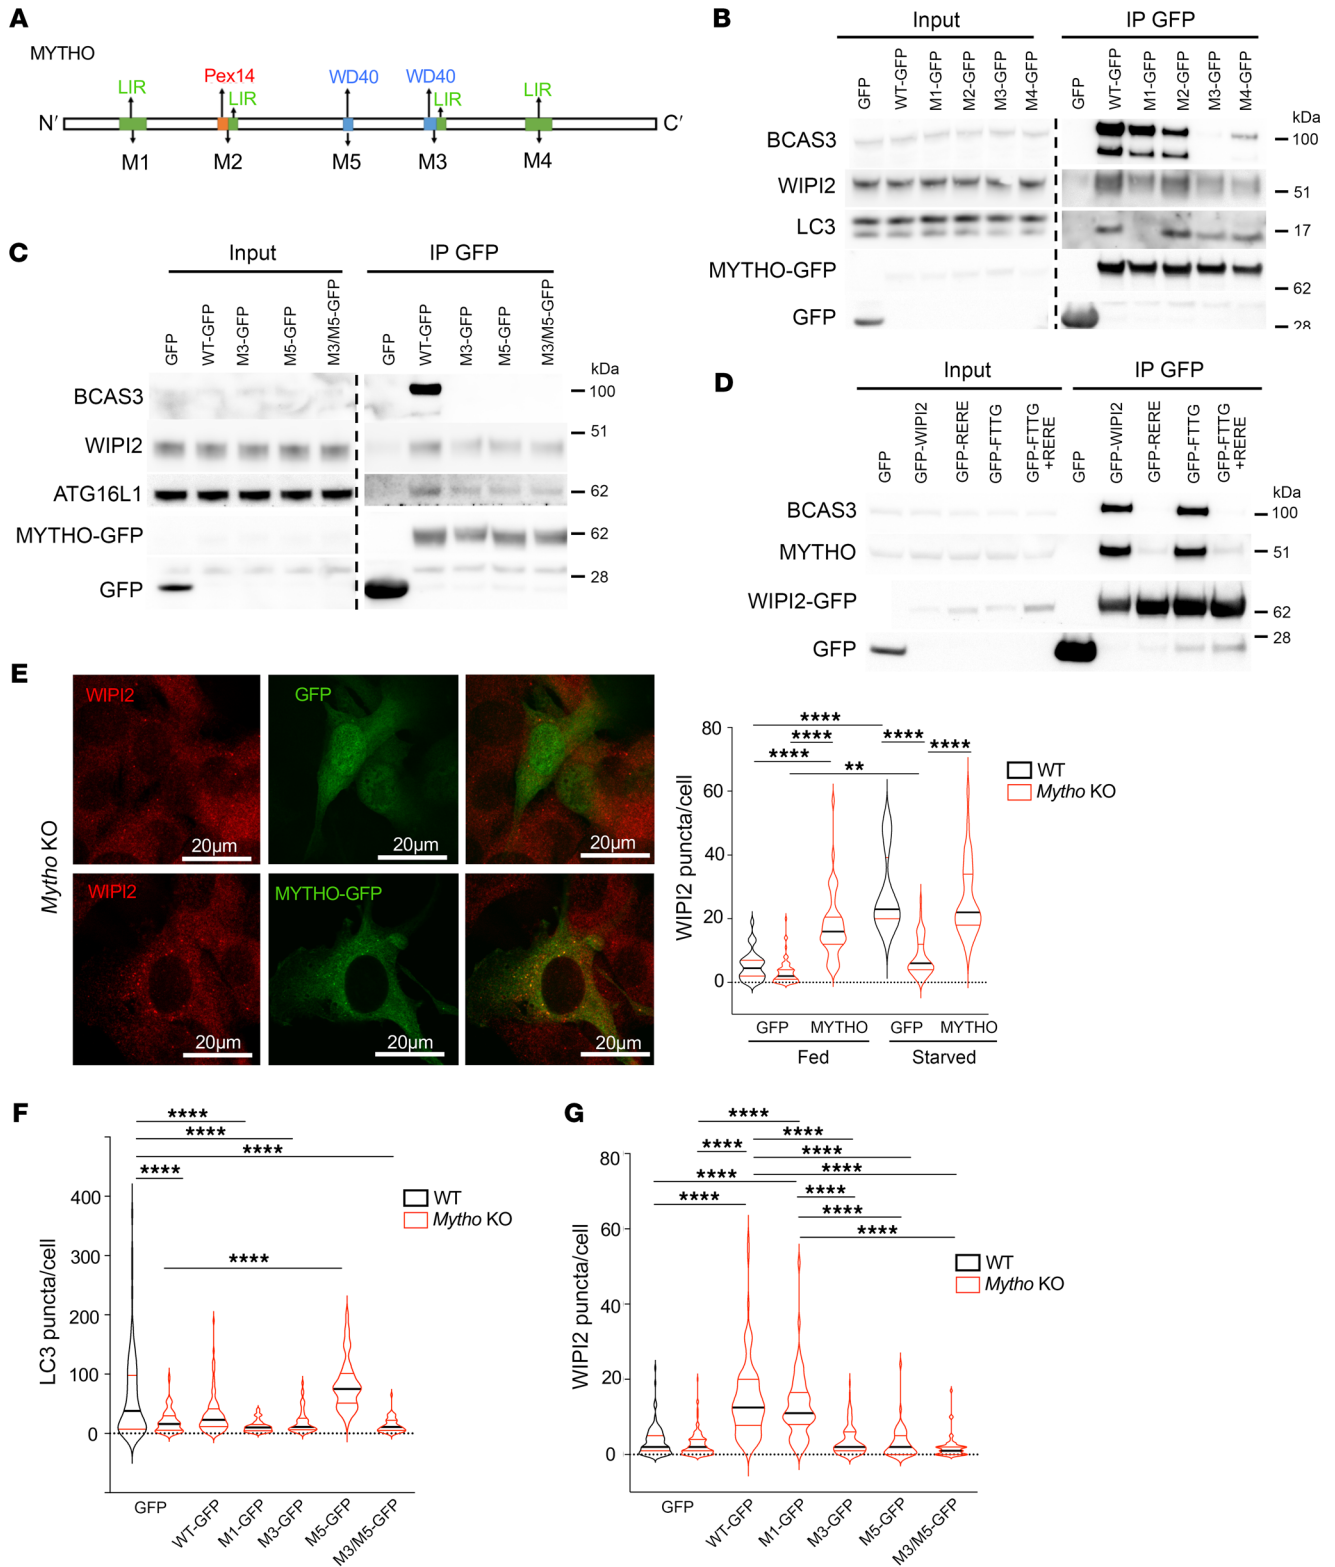 A
MYTHO
LIR
Pex14
LIR
WD40
WD40
LIR
LIR
N′
C′
M1
M2
M5
M3
M4
B
Input
IP GFP
GFP
WT-GFP
M1-GFP
M2-GFP
M3-GFP
M4-GFP
GFP
WT-GFP
M1-GFP
M2-GFP
M3-GFP
M4-GFP
kDa
BCAS3
100
WIPI2
51
LC3
17
MYTHO-GFP
62
GFP
28
C
Input
IP GFP
GFP
WT-GFP
M3-GFP
M5-GFP
M3/M5-GFP
GFP
WT-GFP
M3-GFP
M5-GFP
M3/M5-GFP
kDa
BCAS3
100
WIPI2
51
ATG16L1
62
MYTHO-GFP
62
GFP
28
D
Input
IP GFP
GFP
GFP-WIPI2
GFP-RERE
GFP-FTTG
GFP-FTTG
+RERE
GFP
GFP-WIPI2
GFP-RERE
GFP-FTTG
GFP-FTTG
+RERE
kDa
BCAS3
100
MYTHO
51
WIPI2-GFP
62
GFP
28
E
Mytho KO
WIPI2
20µm
GFP
20µm
20µm
WIPI2
20µm
MYTHO-GFP
20µm
20µm
WIPI2 puncta/cell
80
60
40
20
0
****
****
****
****
****
**
WT
Mytho KO
GFP
MYTHO
GFP
MYTHO
Fed
Starved
F
LC3 puncta/cell
400
300
200
100
0
****
****
****
****
****
WT
Mytho KO
GFP
WT-GFP
M1-GFP
M3-GFP
M5-GFP
M3/M5-GFP
G
WIPI2 puncta/cell
80
60
40
20
0
****
****
****
****
****
****
****
****
****
****
WT
Mytho KO
GFP
WT-GFP
M1-GFP
M3-GFP
M5-GFP
M3/M5-GFP